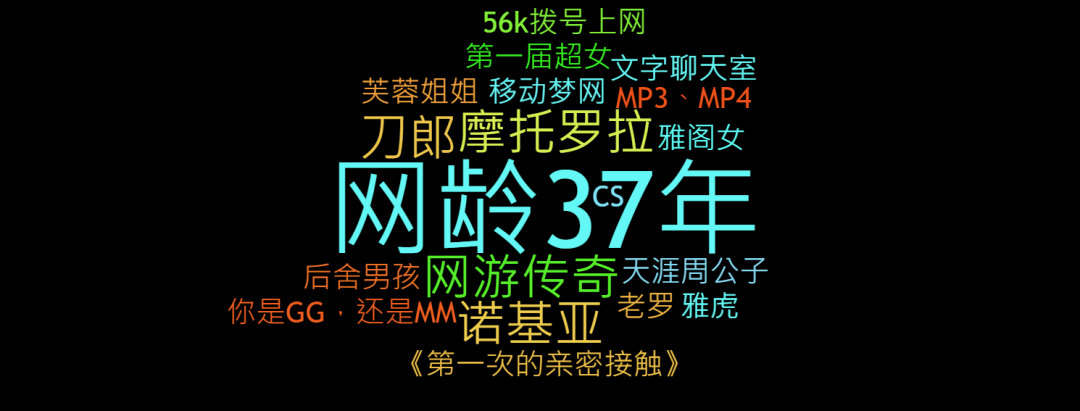 56k拨号上网
第一届超女
文字聊天室
芙蓉姐姐
移动梦网
MP3、MP4
刀郎
摩托罗拉
雅阁女
网龄37年
CS
后舍男孩
网游传奇
天涯周公子
你是GG，还是MM
诺基亚
老罗
雅虎
《第一次的亲密接触》